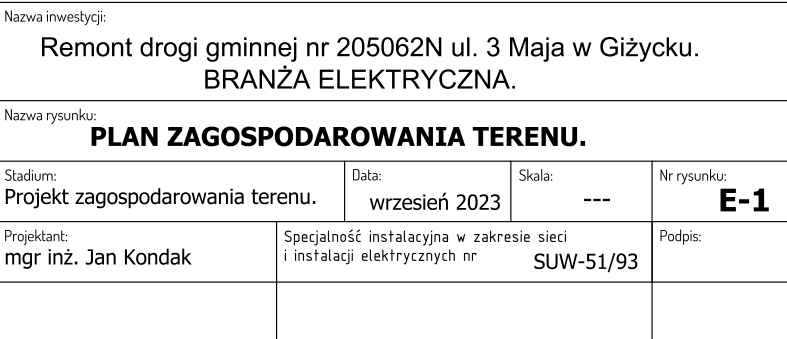 Nazwa inwestycji:
Remont drogi gminnej nr 205062N ul. 3 Maja w Giżycku.
BRANŻA ELEKTRYCZNA.
Nazwa rysunku:
PLAN ZAGOSPODAROWANIA TERENU.
Stadium:
Projekt zagospodarowania terenu.
Data:
wrzesień 2023
Skala:
---
Nr rysunku:
E-1
Projektant:
mgr inż. Jan Kondak
Specjalność instalacyjna w zakresie sieci
i instalacji elektrycznych nr SUW-51/93
Podpis: